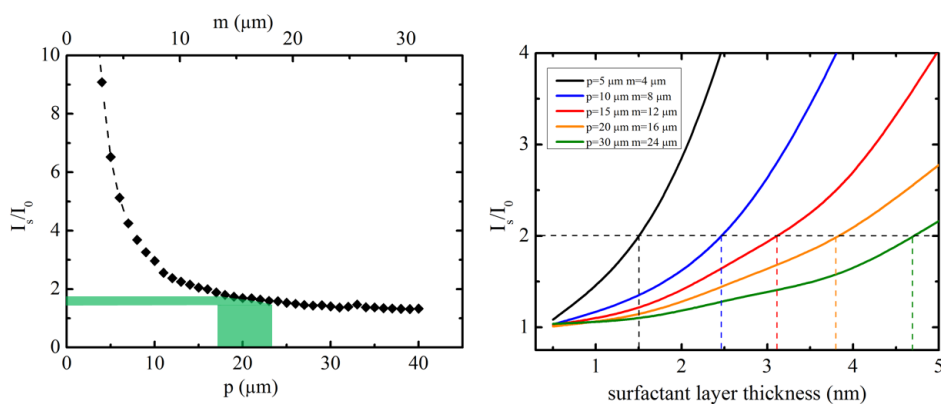 m (μm)
0 10 20 30
10
8
6
4
2
0
I_s/I_0
0 10 20 30 40
p (μm)
4
3
2
1
I_s/I_0
p=5 μm m=4 μm
p=10 μm m=8 μm
p=15 μm m=12 μm
p=20 μm m=16 μm
p=30 μm m=24 μm
1 2 3 4 5
surfactant layer thickness (nm)